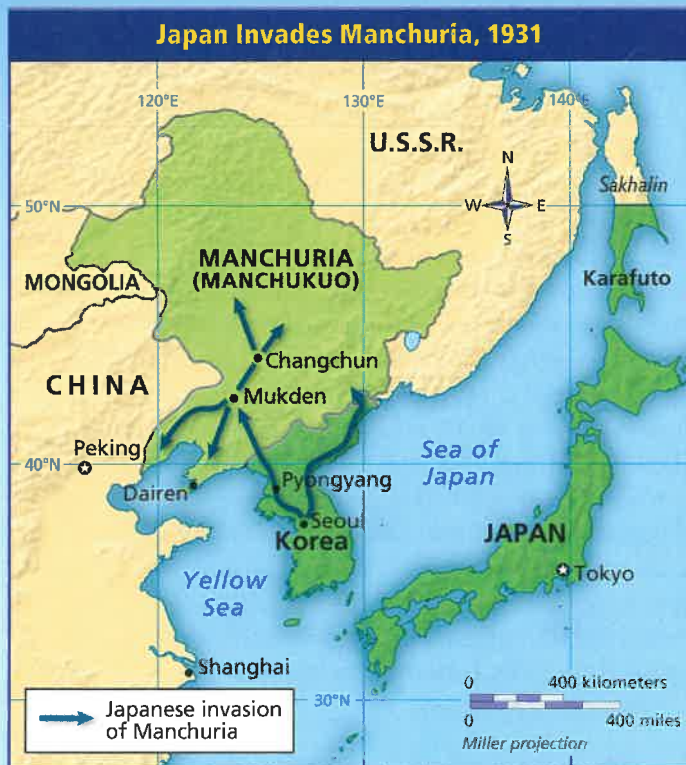 Japan Invades Manchuria, 1931
120°E
130°E
140°E
U.S.S.R.
N
W
E
S
50°N
Sakhalin
MANCHURIA
(MANCHUKUO)
MONGOLIA
Karafuto
Changchun
CHINA
Mukden
Peking
40°N
Sea of
Japan
Dairen
Pyongyang
Seoul
Korea
JAPAN
Tokyo
Yellow
Sea
Shanghai
30°N
0 400 kilometers
0 400 miles
Miller projection
Japanese invasion
of Manchuria